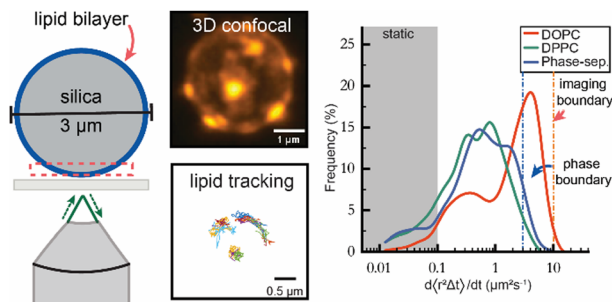 lipid bilayer
silica
3 μm
3D confocal
1 μm
lipid tracking
0.5 μm
static
DOPC
DPPC
Phase-sep.
imaging
boundary
phase
boundary
Frequency (%)
25
20
15
10
5
0
0.01
0.1
1
10
d⟨r²Δt⟩/dt (μm²s⁻¹)